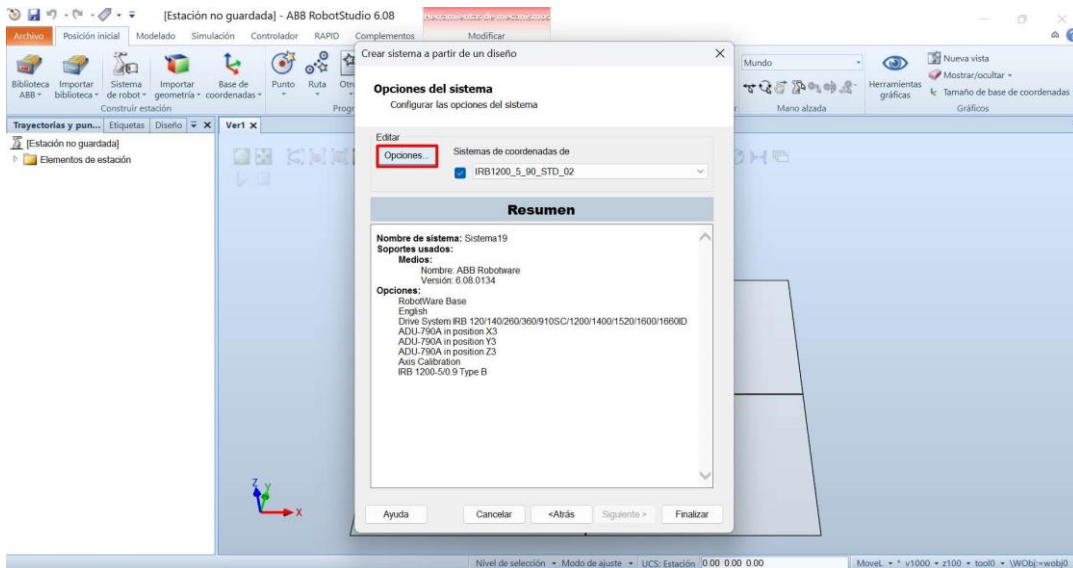 [Estación no guardada] - ABB RobotStudio 6.08
Herramientas de mecanismos
Archivo Posición inicial Modelado Simulación Controlador RAPID Complementos Modificar
Biblioteca ABB
Importar biblioteca
Sistema de robot
Importar geometría
Base de coordenadas
Construir estación
Punto
Ruta
Otro
Progr
Mundo
Mano alzada
Herramientas gráficas
Nueva vista
Mostrar/ocultar
Tamaño de base de coordenadas
Gráficos
Trayectorias y pun... Etiquetas Diseño
[Estación no guardada]
Elementos de estación
Ver1
Crear sistema a partir de un diseño
Opciones del sistema
Configurar las opciones del sistema
Editar
Opciones...
Sistemas de coordenadas de
IRB1200_5_90_STD_02
Resumen
Nombre de sistema: Sistema19
Soportes usados:
Medios:
Nombre: ABB Robotware
Versión: 6.08.0134
Opciones:
RobotWare Base
English
Drive System IRB 120/140/260/360/910SC/1200/1400/1520/1600/1660ID
ADU-790A in position X3
ADU-790A in position Y3
ADU-790A in position Z3
Axis Calibration
IRB 1200-5/0.9 Type B
Ayuda Cancelar <Atrás Siguiente > Finalizar
Z
Y
X
Nivel de selección Modo de ajuste UCS: Estación 0.00 0.00 0.00 MoveL * v1000 z100 tool0 \WObj:=wobj0